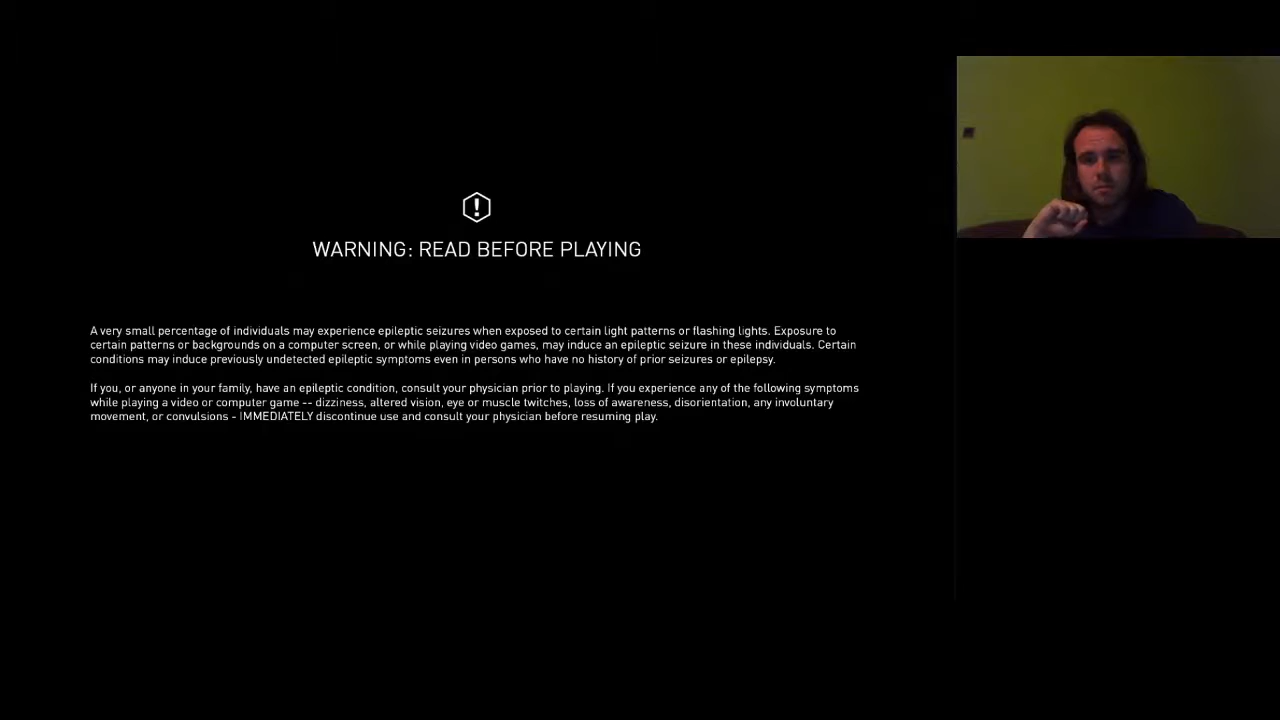 WARNING: READ BEFORE PLAYING
A very small percentage of individuals may experience epileptic seizures when exposed to certain light patterns or flashing lights. Exposure to
certain patterns or backgrounds on a computer screen, or while playing video games, may induce an epileptic seizure in these individuals. Certain
conditions may induce previously undetected epileptic symptoms even in persons who have no history of prior seizures or epilepsy.
If you, or anyone in your family, have an epileptic condition, consult your physician prior to playing. If you experience any of the following symptoms
while playing a video or computer game -- dizziness, altered vision, eye or muscle twitches, loss of awareness, disorientation, any involuntary
movement, or convulsions - IMMEDIATELY discontinue use and consult your physician before resuming play.